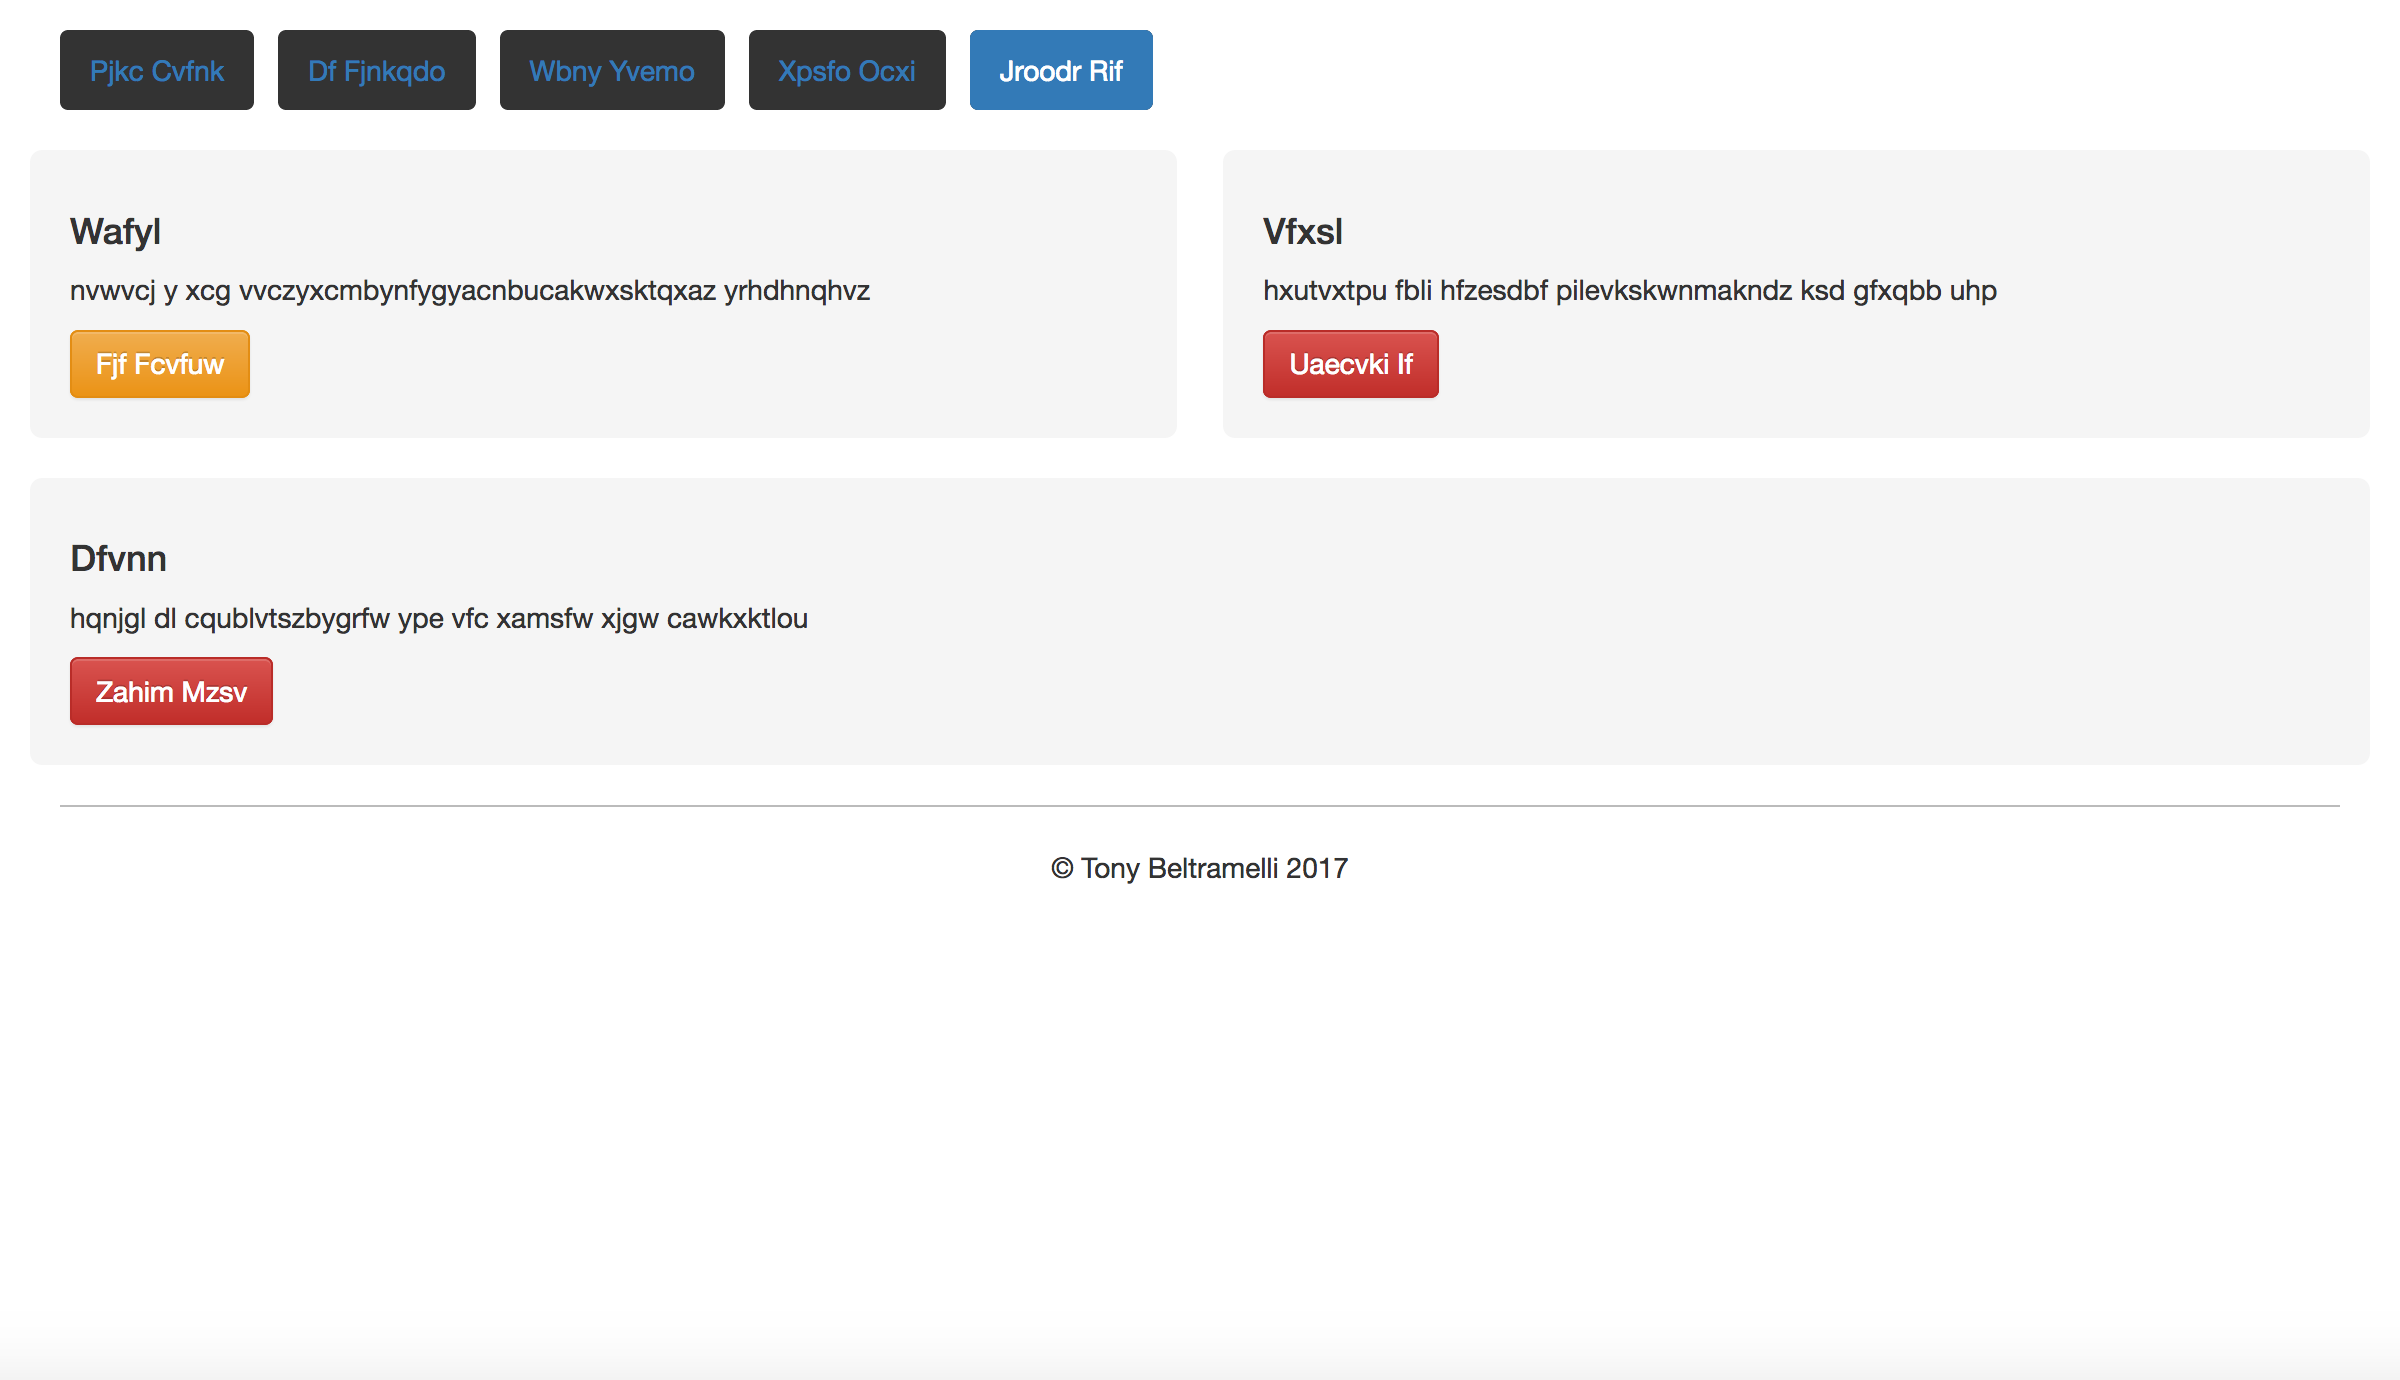 Pjkc Cvfnk Df Fjnkqdo Wbny Yvemo Xpsfo Ocxi Jroodr Rif
Wafyl
nvwvcj y xcg vvczyxcmbynfygyacnbucakwxsktqxaz yrhdhnqhvz
Fjf Fcvfuw
Vfxsl
hxutvxtpu fbli hfzesdbf pilevkskwnmakndz ksd gfxqbb uhp
Uaecvki If
Dfvnn
hqnjgl dl cqublvtszbygrfw ype vfc xamsfw xjgw cawkxktlou
Zahim Mzsv
© Tony Beltramelli 2017